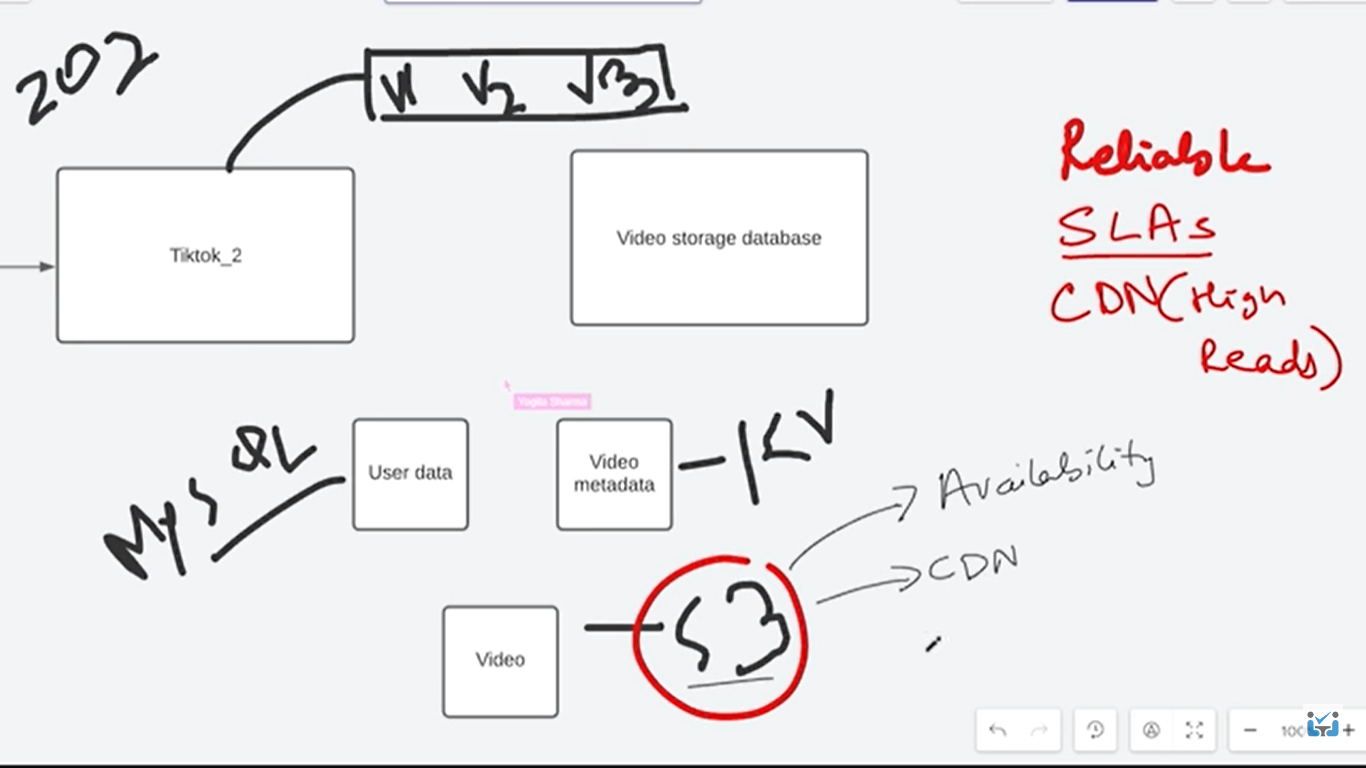 202
V1 V2 V3
Tiktok_2
Video storage database
Reliable
SLAs
CDN(High
Reads)
Yogita Sharma
MySQL
User data
Video
metadata
KV
Availability
CDN
Video
S3